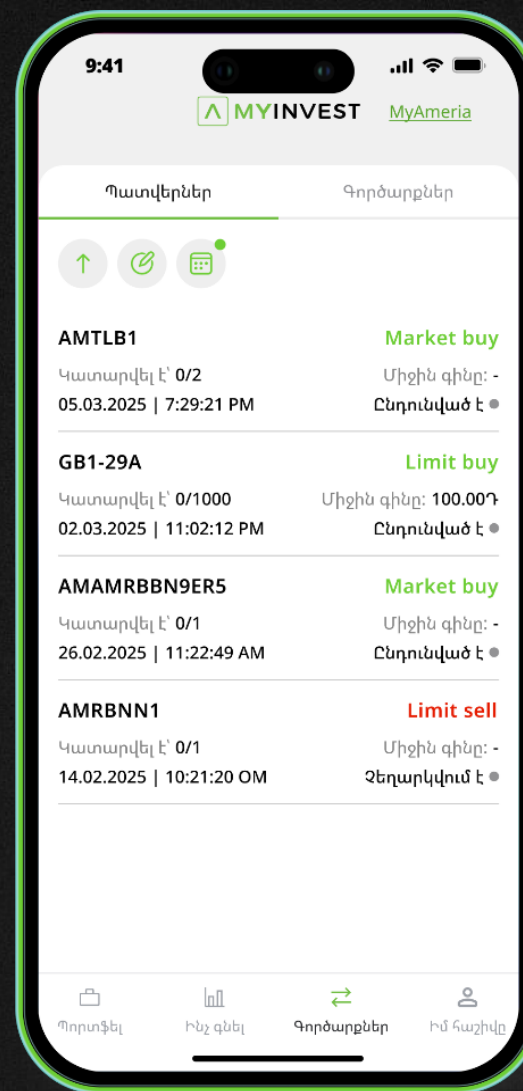 9:41
MYINVEST MyAmeria
Պատվերներ Գործարքներ
AMTLB1 Market buy
Կատարվել է՝ 0/2 Միջին գինը: -
05.03.2025 | 7:29:21 PM Ընդունված է
GB1-29A Limit buy
Կատարվել է՝ 0/1000 Միջին գինը: 100.00Դ
02.03.2025 | 11:02:12 PM Ընդունված է
AMAMRBBN9ER5 Market buy
Կատարվել է՝ 0/1 Միջին գինը: -
26.02.2025 | 11:22:49 AM Ընդունված է
AMRBNN1 Limit sell
Կատարվել է՝ 0/1 Միջին գինը: -
14.02.2025 | 10:21:20 OM Չեղարկվում է
Պորտֆել Ինչ գնել Գործարքներ Իմ հաշիվը